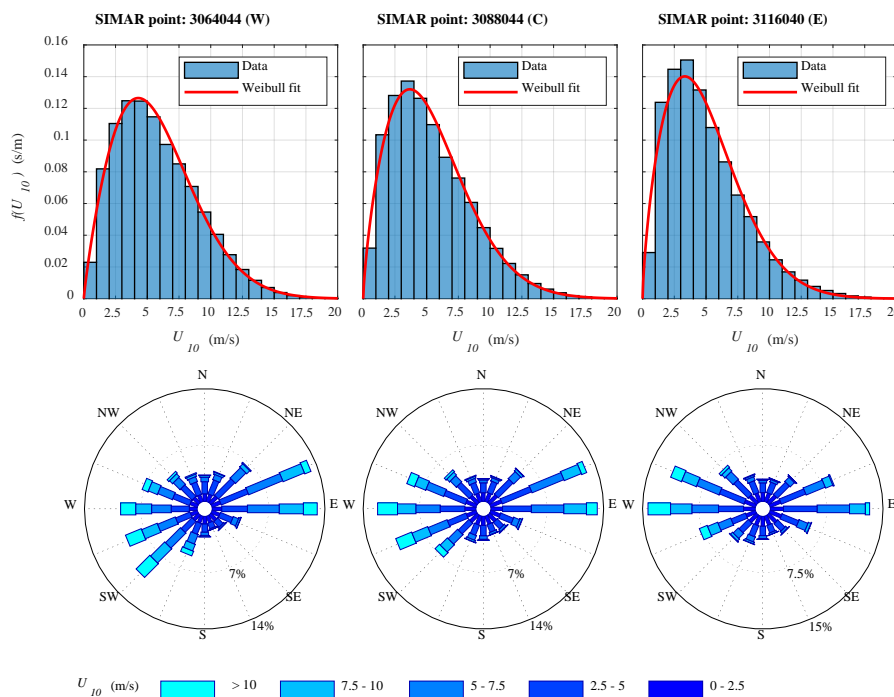 SIMAR point: 3064044 (W) SIMAR point: 3088044 (C) SIMAR point: 3116040 (E)
0.16
0.14
0.12
0.1
0.08
0.06
0.04
0.02
0
f(U 10) (s/m)
Data
Weibull fit
Data
Weibull fit
Data
Weibull fit
0 2.5 5 7.5 10 12.5 15 17.5 20
0 2.5 5 7.5 10 12.5 15 17.5 20
0 2.5 5 7.5 10 12.5 15 17.5 20
U 10 (m/s) U 10 (m/s) U 10 (m/s)
N
NW NE
W E
SW SE
S
7%
14%
N
NW NE
W E
SW SE
S
7%
14%
N
NW NE
W E
SW SE
S
7.5%
15%
U 10 (m/s) > 10 7.5 - 10 5 - 7.5 2.5 - 5 0 - 2.5